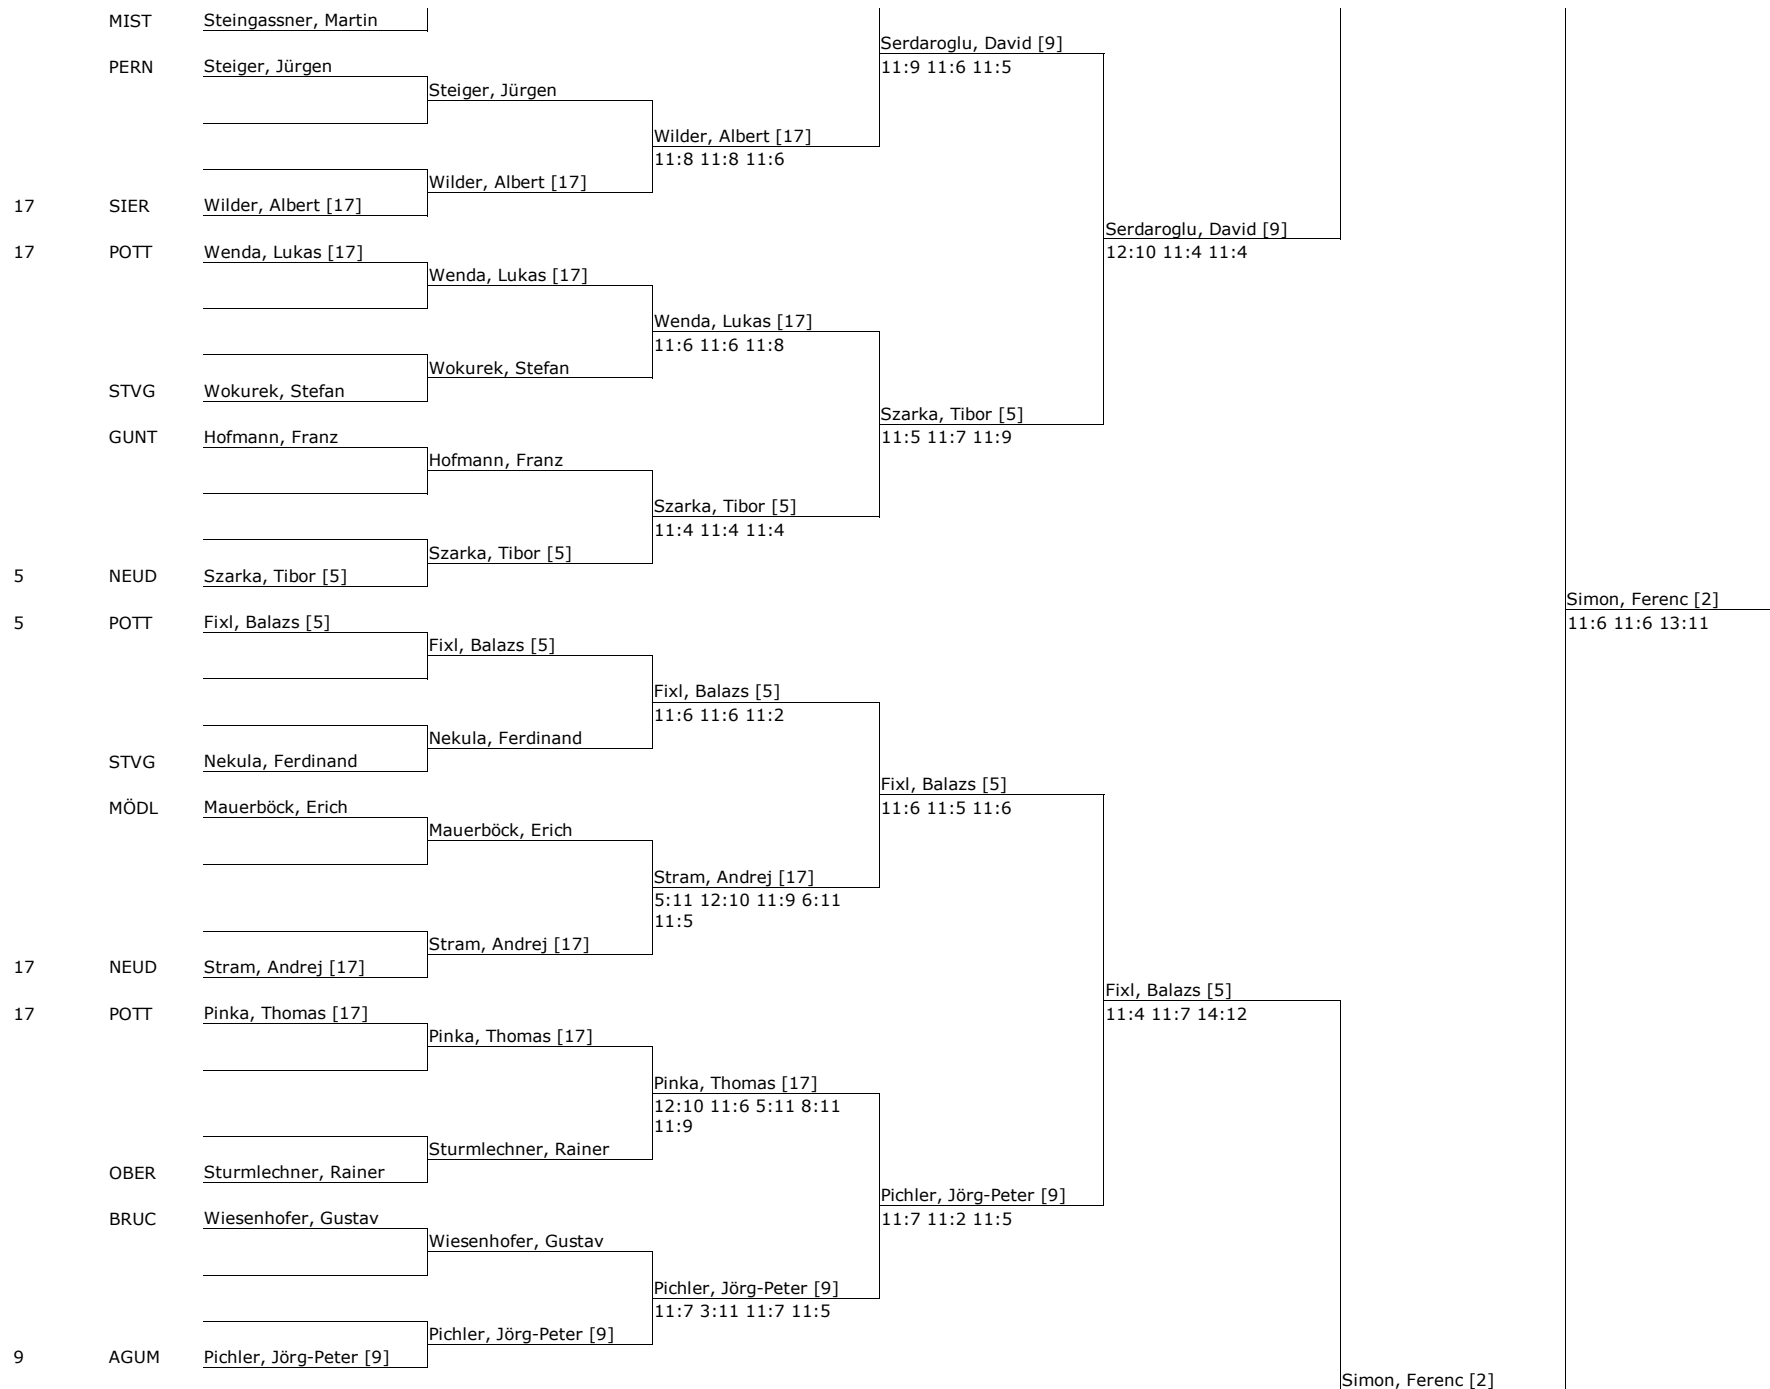 MIST Steingassner, Martin
Serdaroglu, David [9]
PERN Steiger, Jürgen 11:9 11:6 11:5
Steiger, Jürgen
Wilder, Albert [17]
11:8 11:8 11:6
Wilder, Albert [17]
17 SIER Wilder, Albert [17]
Serdaroglu, David [9]
17 POTT Wenda, Lukas [17] 12:10 11:4 11:4
Wenda, Lukas [17]
Wenda, Lukas [17]
11:6 11:6 11:8
Wokurek, Stefan
STVG Wokurek, Stefan
Szarka, Tibor [5]
GUNT Hofmann, Franz 11:5 11:7 11:9
Hofmann, Franz
Szarka, Tibor [5]
11:4 11:4 11:4
Szarka, Tibor [5]
5 NEUD Szarka, Tibor [5]
Simon, Ferenc [2]
5 POTT Fixl, Balazs [5] 11:6 11:6 13:11
Fixl, Balazs [5]
Fixl, Balazs [5]
11:6 11:6 11:2
Nekula, Ferdinand
STVG Nekula, Ferdinand
Fixl, Balazs [5]
MÖDL Mauerböck, Erich 11:6 11:5 11:6
Mauerböck, Erich
Stram, Andrej [17]
5:11 12:10 11:9 6:11
11:5
Stram, Andrej [17]
17 NEUD Stram, Andrej [17]
Fixl, Balazs [5]
17 POTT Pinka, Thomas [17] 11:4 11:7 14:12
Pinka, Thomas [17]
Pinka, Thomas [17]
12:10 11:6 5:11 8:11
11:9
Sturmlechner, Rainer
OBER Sturmlechner, Rainer
Pichler, Jörg-Peter [9]
BRUC Wiesenhofer, Gustav 11:7 11:2 11:5
Wiesenhofer, Gustav
Pichler, Jörg-Peter [9]
11:7 3:11 11:7 11:5
Pichler, Jörg-Peter [9]
9 AGUM Pichler, Jörg-Peter [9]
Simon, Ferenc [2]